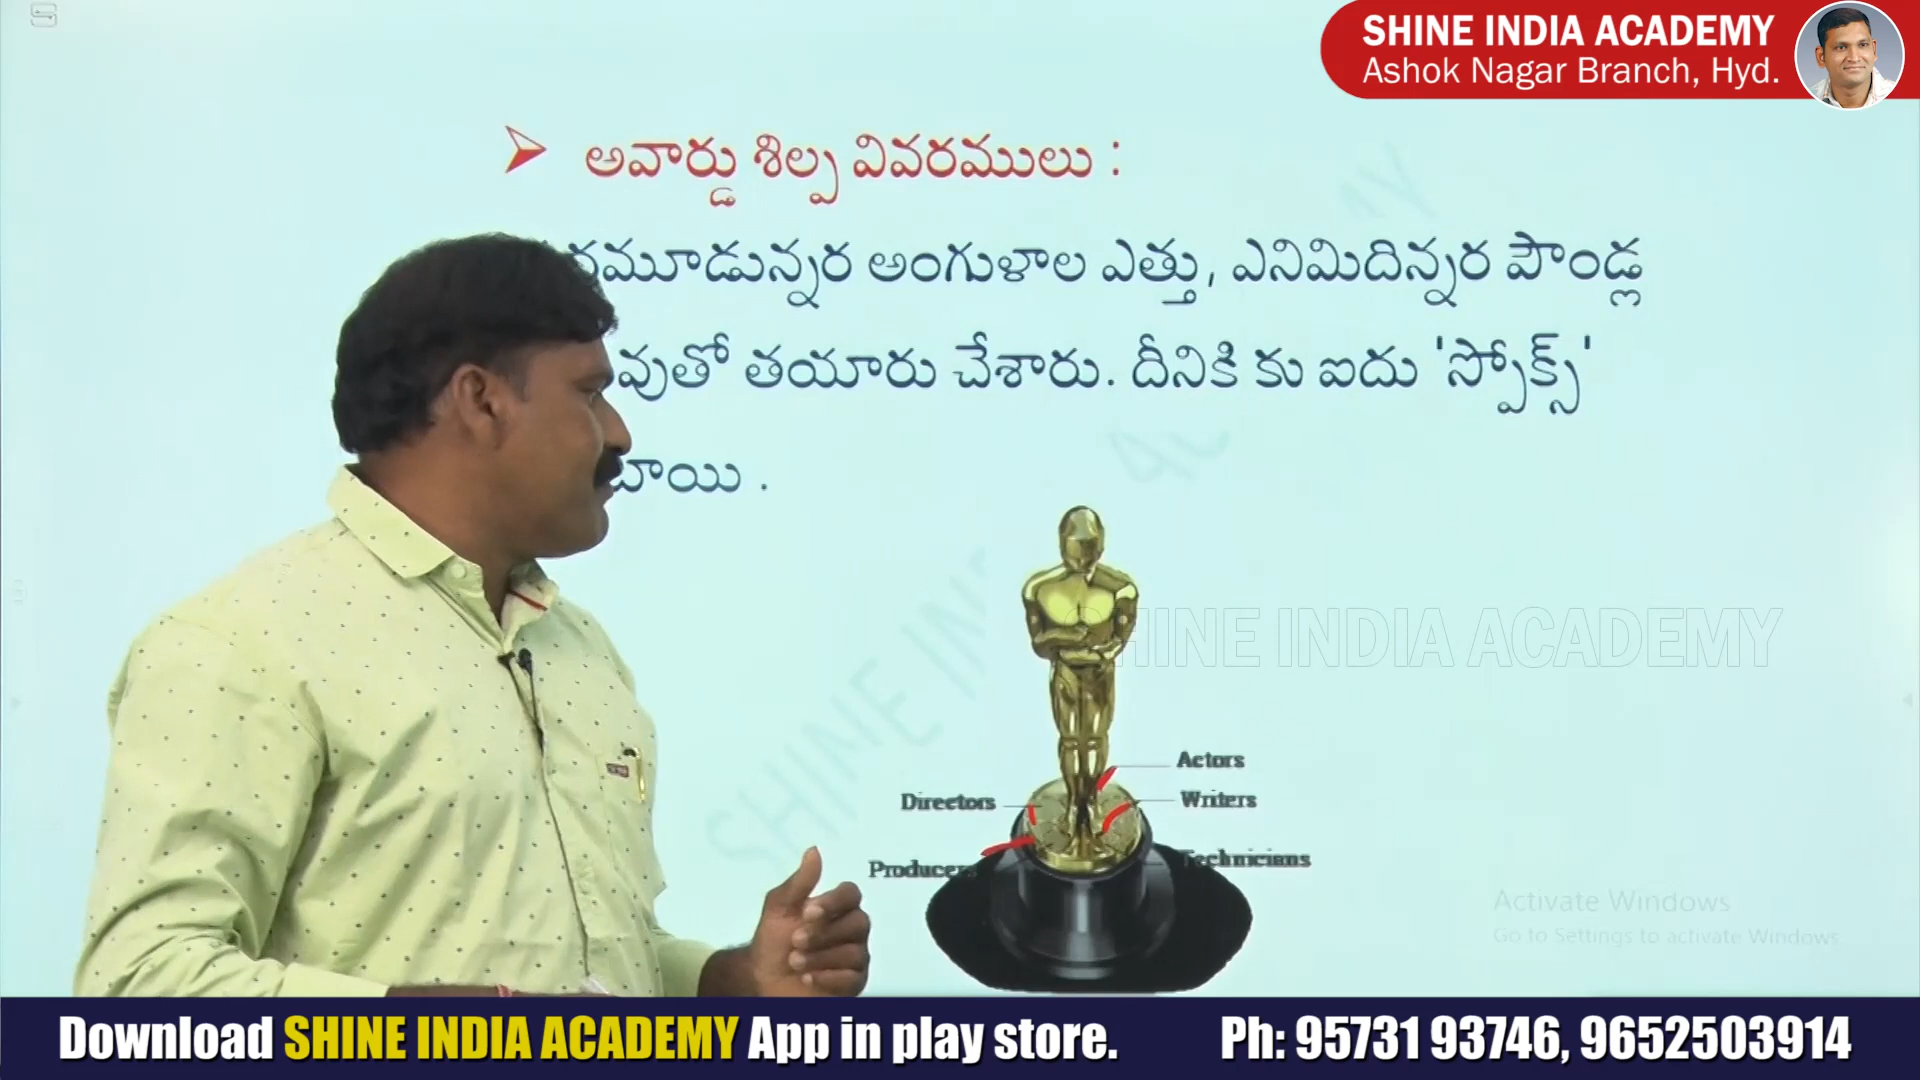 SHINE INDIA ACADEMY
Ashok Nagar Branch, Hyd.
➤ అవార్డు శిల్ప వివరములు :
అంగుళాల ఎత్తు, ఎనిమిదిన్నర పౌండ్ల
తయారు చేశారు. దీనికి కు ఐదు 'స్పోక్స్'
SHINE INDIA ACADEMY
Actors
Directors
Writers
Technicians
SHINE
Activate Windows
Go to Settings to activate Windows
Download SHINE INDIA ACADEMY App in play store.
Ph: 95731 93746, 9652503914